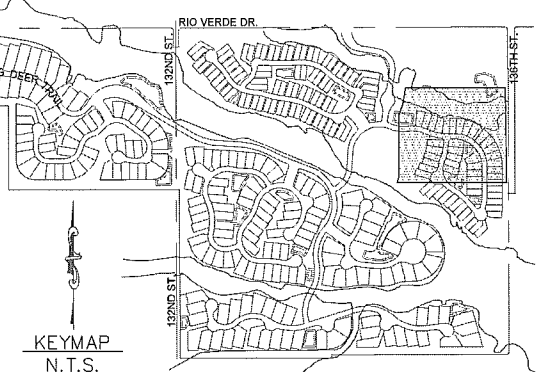 RIO VERDE DR.
132ND ST.
136TH ST.
DEER TRAIL
132ND ST.
KEYMAP
N.T.S.